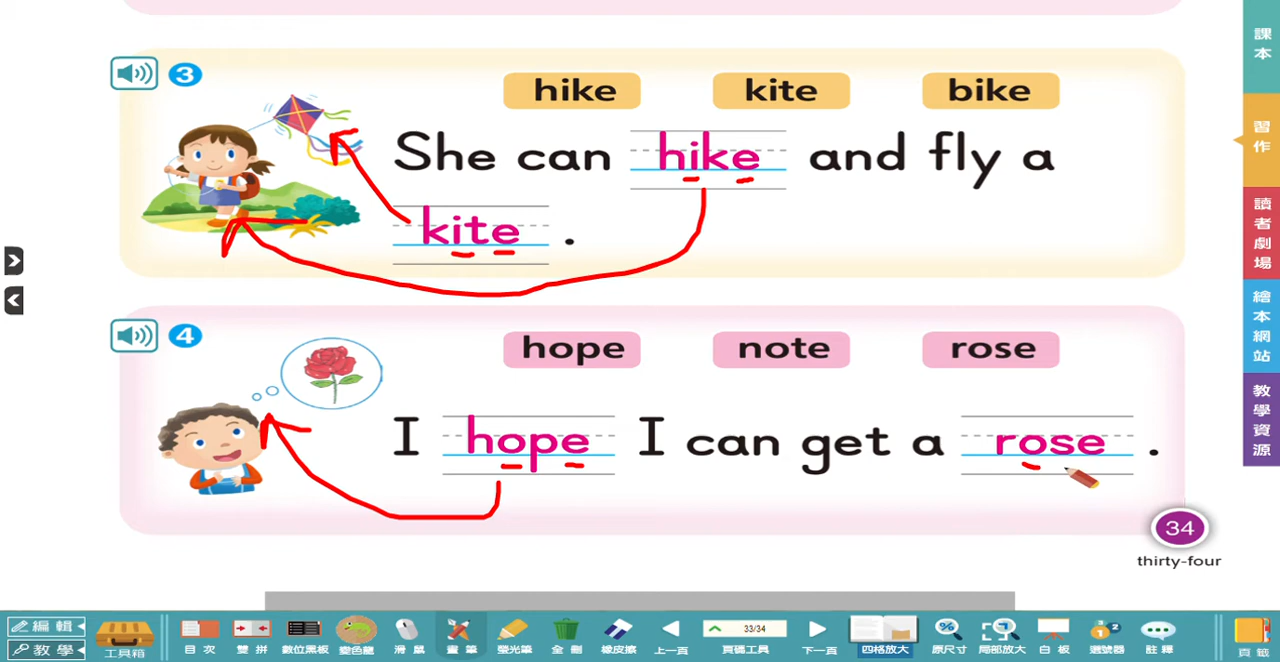 3
hike kite bike
She can hike and fly a
kite .
4
hope note rose
I hope I can get a rose .
34
thirty-four
課本
習作
讀者劇場
繪本網站
教學資源
編輯
教學
工具箱
目次
雙拼
數位黑板
變色龍
滑鼠
畫筆
螢光筆
全刪
橡皮擦
上一頁
33/34
頁碼工具
下一頁
四格放大
原尺寸
局部放大
白板
選號器
註釋
頁籤